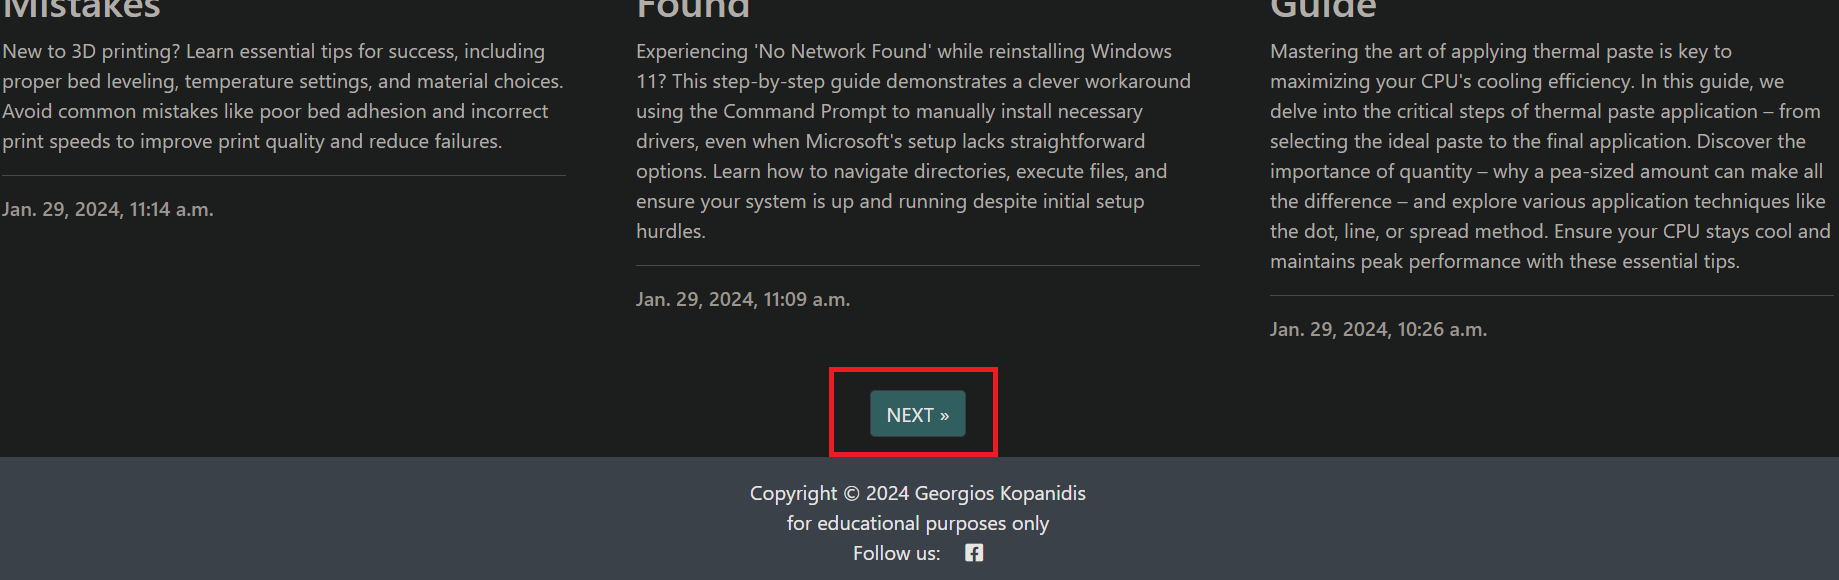 Mistakes
New to 3D printing? Learn essential tips for success, including
proper bed leveling, temperature settings, and material choices.
Avoid common mistakes like poor bed adhesion and incorrect
print speeds to improve print quality and reduce failures.
Jan. 29, 2024, 11:14 a.m.
Found
Experiencing 'No Network Found' while reinstalling Windows
11? This step-by-step guide demonstrates a clever workaround
using the Command Prompt to manually install necessary
drivers, even when Microsoft's setup lacks straightforward
options. Learn how to navigate directories, execute files, and
ensure your system is up and running despite initial setup
hurdles.
Jan. 29, 2024, 11:09 a.m.
Guide
Mastering the art of applying thermal paste is key to
maximizing your CPU's cooling efficiency. In this guide, we
delve into the critical steps of thermal paste application – from
selecting the ideal paste to the final application. Discover the
importance of quantity – why a pea-sized amount can make all
the difference – and explore various application techniques like
the dot, line, or spread method. Ensure your CPU stays cool and
maintains peak performance with these essential tips.
Jan. 29, 2024, 10:26 a.m.
NEXT »
Copyright © 2024 Georgios Kopanidis
for educational purposes only
Follow us: